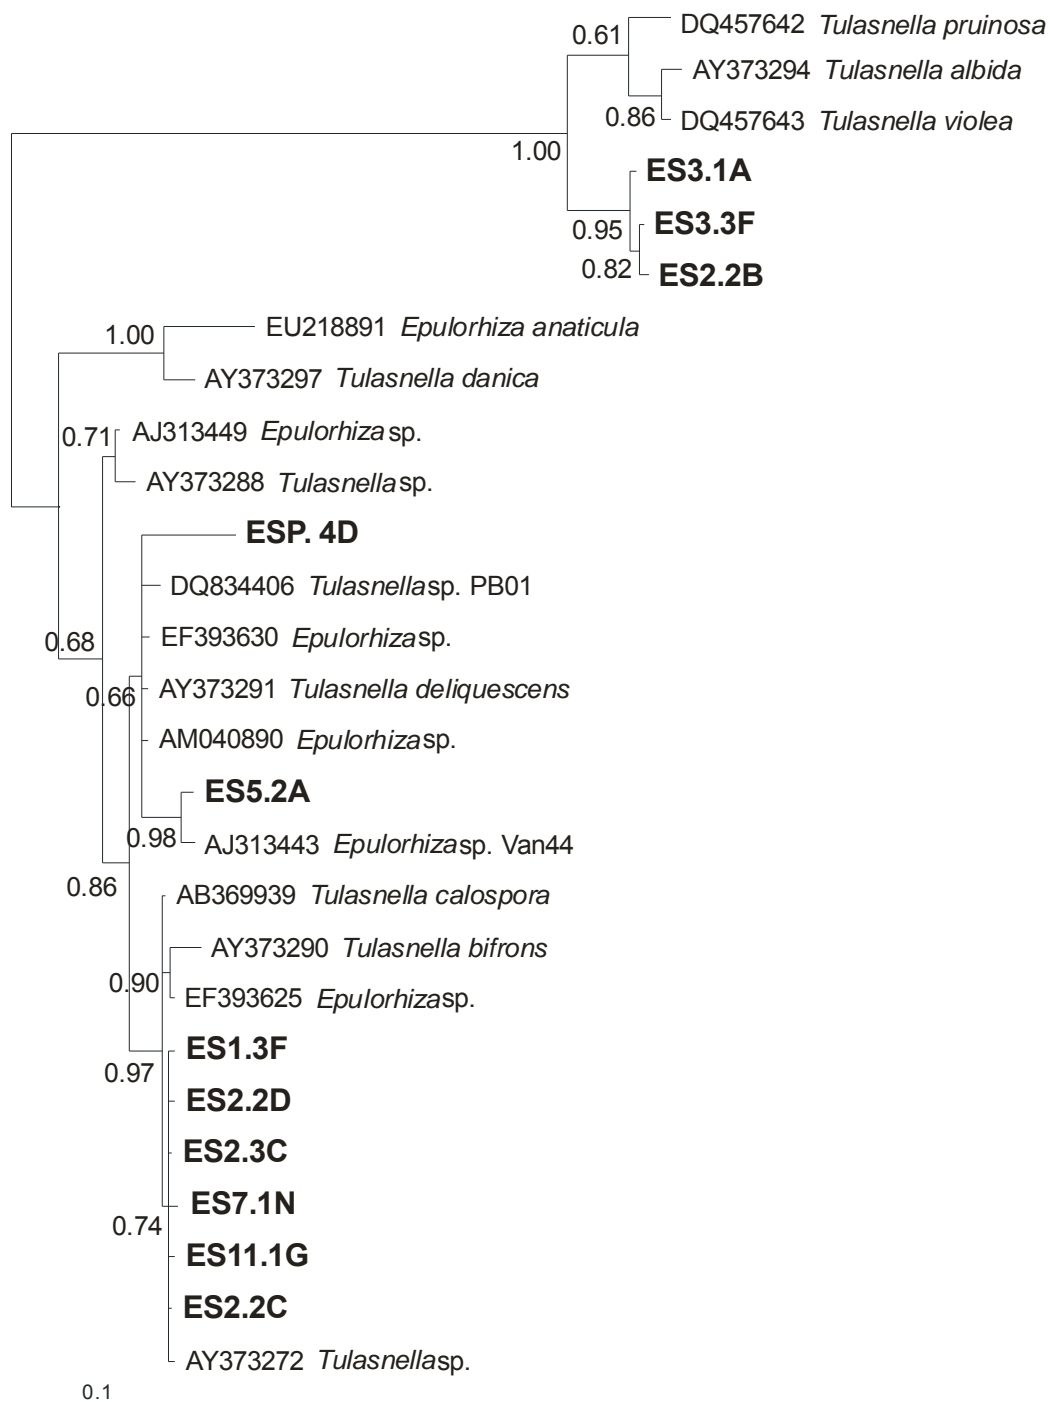 0.61
DQ457642 Tulasnella pruinosa
AY373294 Tulasnella albida
0.86
DQ457643 Tulasnella violea
1.00
ES3.1A
0.95
ES3.3F
0.82
ES2.2B
1.00
EU218891 Epulorhiza anaticula
AY373297 Tulasnella danica
0.71
AJ313449 Epulorhiza sp.
AY373288 Tulasnella sp.
ESP. 4D
DQ834406 Tulasnella sp. PB01
0.68
EF393630 Epulorhiza sp.
0.66
AY373291 Tulasnella deliquescens
AM040890 Epulorhiza sp.
ES5.2A
0.98
AJ313443 Epulorhiza sp. Van44
0.86
AB369939 Tulasnella calospora
AY373290 Tulasnella bifrons
0.90
EF393625 Epulorhiza sp.
ES1.3F
0.97
ES2.2D
ES2.3C
ES7.1N
0.74
ES11.1G
ES2.2C
AY373272 Tulasnella sp.
0.1